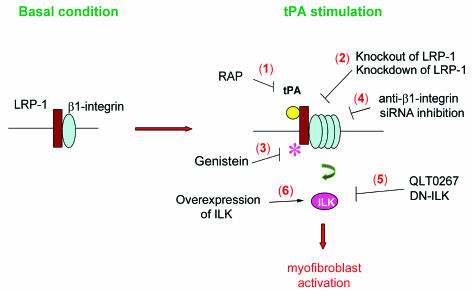 Basal condition
tPA stimulation
(2) Knockout of LRP-1
Knockdown of LRP-1
RAP
(1)
tPA
LRP-1
β1-integrin
(4)
anti-β1-integrin
siRNA inhibition
(3)
*
Genistein
(5)
QLT0267
DN-ILK
(6)
Overexpression
of ILK
ILK
myofibroblast
activation